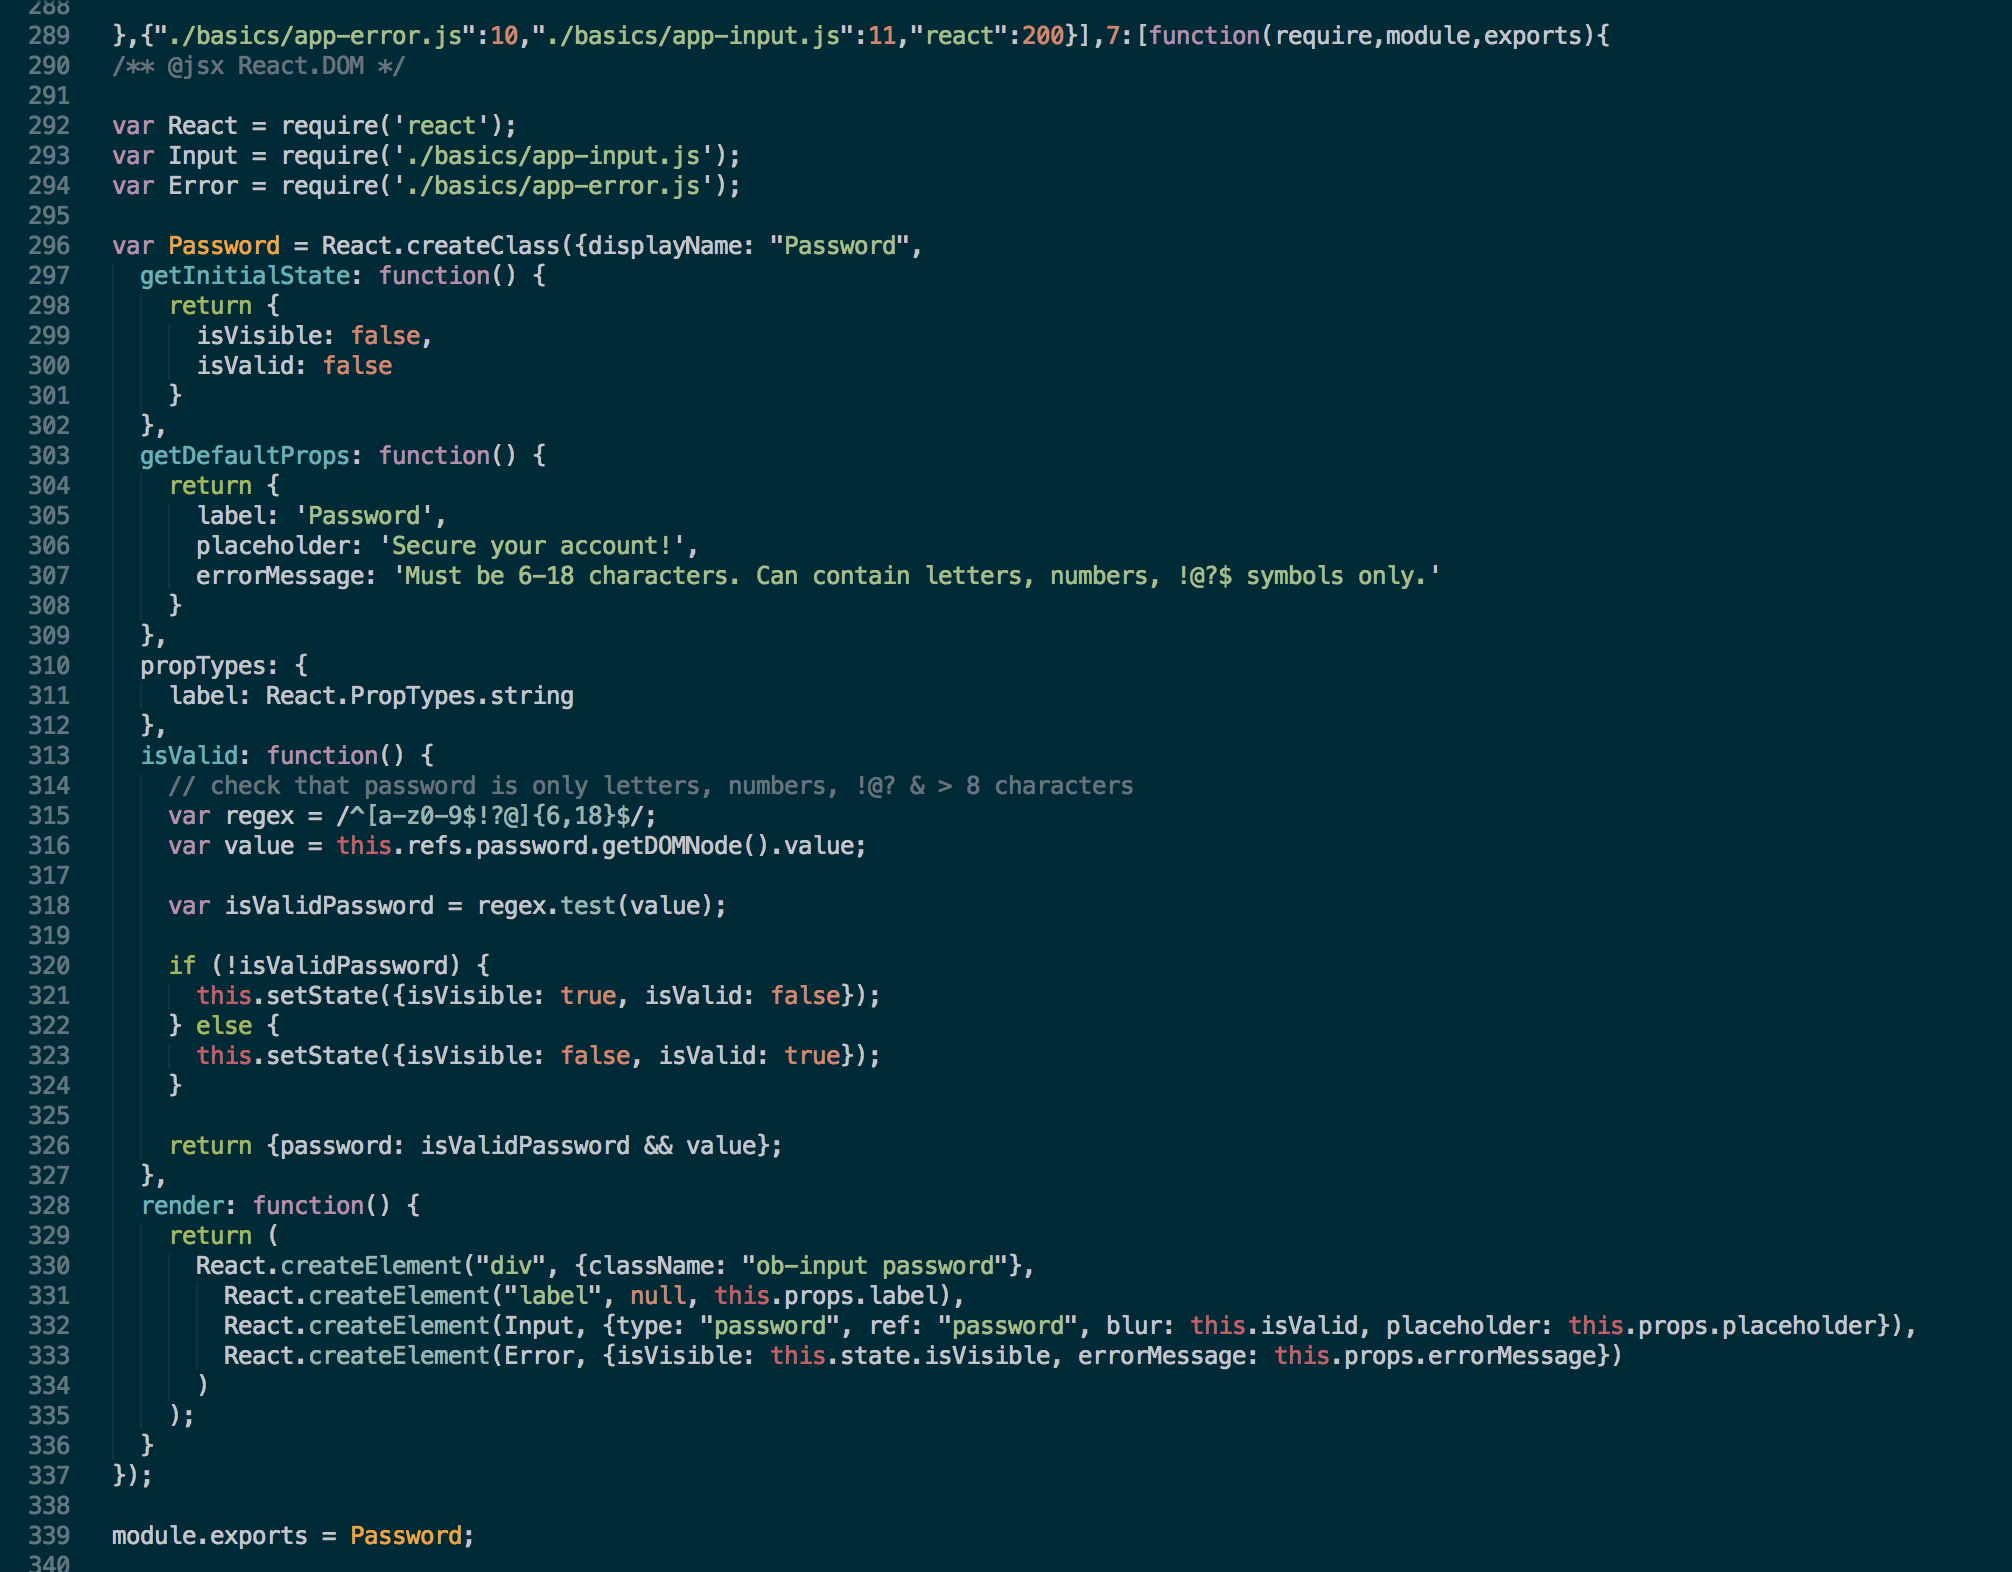 288
289 },{"./basics/app-error.js":10,"./basics/app-input.js":11,"react":200}],7:[function(require,module,exports){
290 /** @jsx React.DOM */
291
292 var React = require('react');
293 var Input = require('./basics/app-input.js');
294 var Error = require('./basics/app-error.js');
295
296 var Password = React.createClass({displayName: "Password",
297   getInitialState: function() {
298     return {
299       isVisible: false,
300       isValid: false
301     }
302   },
303   getDefaultProps: function() {
304     return {
305       label: 'Password',
306       placeholder: 'Secure your account!',
307       errorMessage: 'Must be 6-18 characters. Can contain letters, numbers, !@?$ symbols only.'
308     }
309   },
310   propTypes: {
311     label: React.PropTypes.string
312   },
313   isValid: function() {
314     // check that password is only letters, numbers, !@? & > 8 characters
315     var regex = /^[a-z0-9$!?@]{6,18}$/;
316     var value = this.refs.password.getDOMNode().value;
317
318     var isValidPassword = regex.test(value);
319
320     if (!isValidPassword) {
321       this.setState({isVisible: true, isValid: false});
322     } else {
323       this.setState({isVisible: false, isValid: true});
324     }
325
326     return {password: isValidPassword && value};
327   },
328   render: function() {
329     return (
330       React.createElement("div", {className: "ob-input password"},
331         React.createElement("label", null, this.props.label),
332         React.createElement(Input, {type: "password", ref: "password", blur: this.isValid, placeholder: this.props.placeholder}),
333         React.createElement(Error, {isVisible: this.state.isVisible, errorMessage: this.props.errorMessage})
334       )
335     );
336   }
337 });
338
339 module.exports = Password;
340